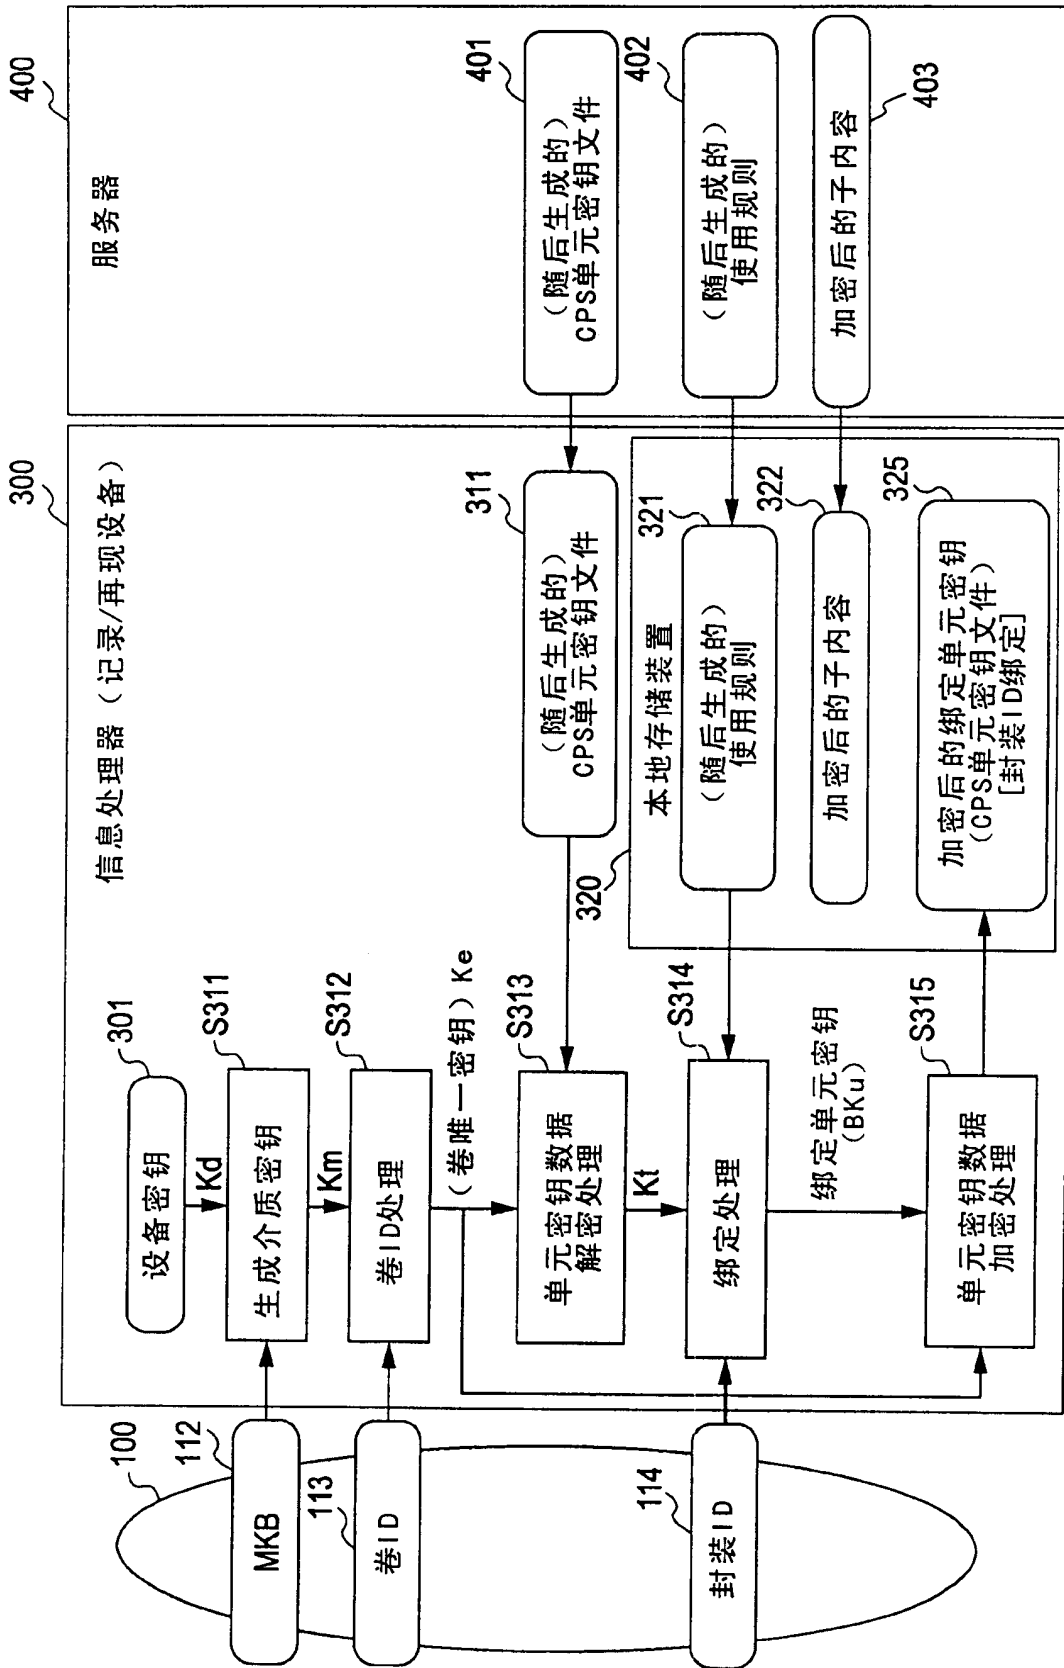 100
MKB
112
卷ID
113
封装ID
114
300
信息处理器（记录/再现设备）
设备密钥
301
Kd
生成介质密钥
S311
Km
卷ID处理
S312
（卷唯一密钥）Ke
单元密钥数据
解密处理
S313
Kt
绑定处理
S314
绑定单元密钥
(BKu)
单元密钥数据
加密处理
S315
（随后生成的）
CPS单元密钥文件
311
320
本地存储装置
（随后生成的）
使用规则
321
加密后的子内容
322
加密后的绑定单元密钥
(CPS单元密钥文件)
[封装ID绑定]
325
400
服务器
（随后生成的）
CPS单元密钥文件
401
（随后生成的）
使用规则
402
加密后的子内容
403